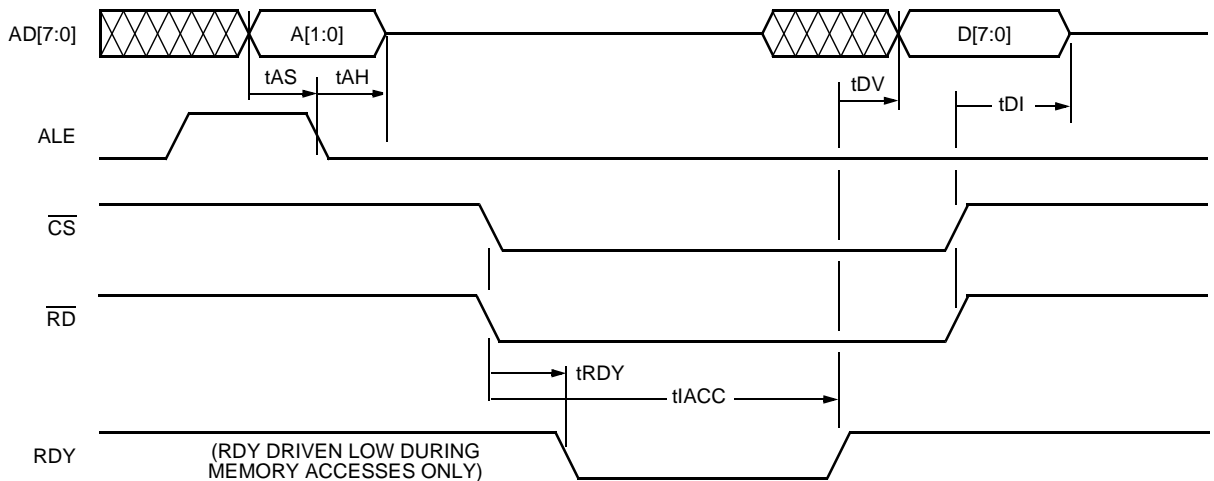 AD[7:0]
A[1:0]
D[7:0]
tAS
tAH
tDV
tDI
ALE
CS
RD
tRDY
tIACC
RDY
(RDY DRIVEN LOW DURING
MEMORY ACCESSES ONLY)